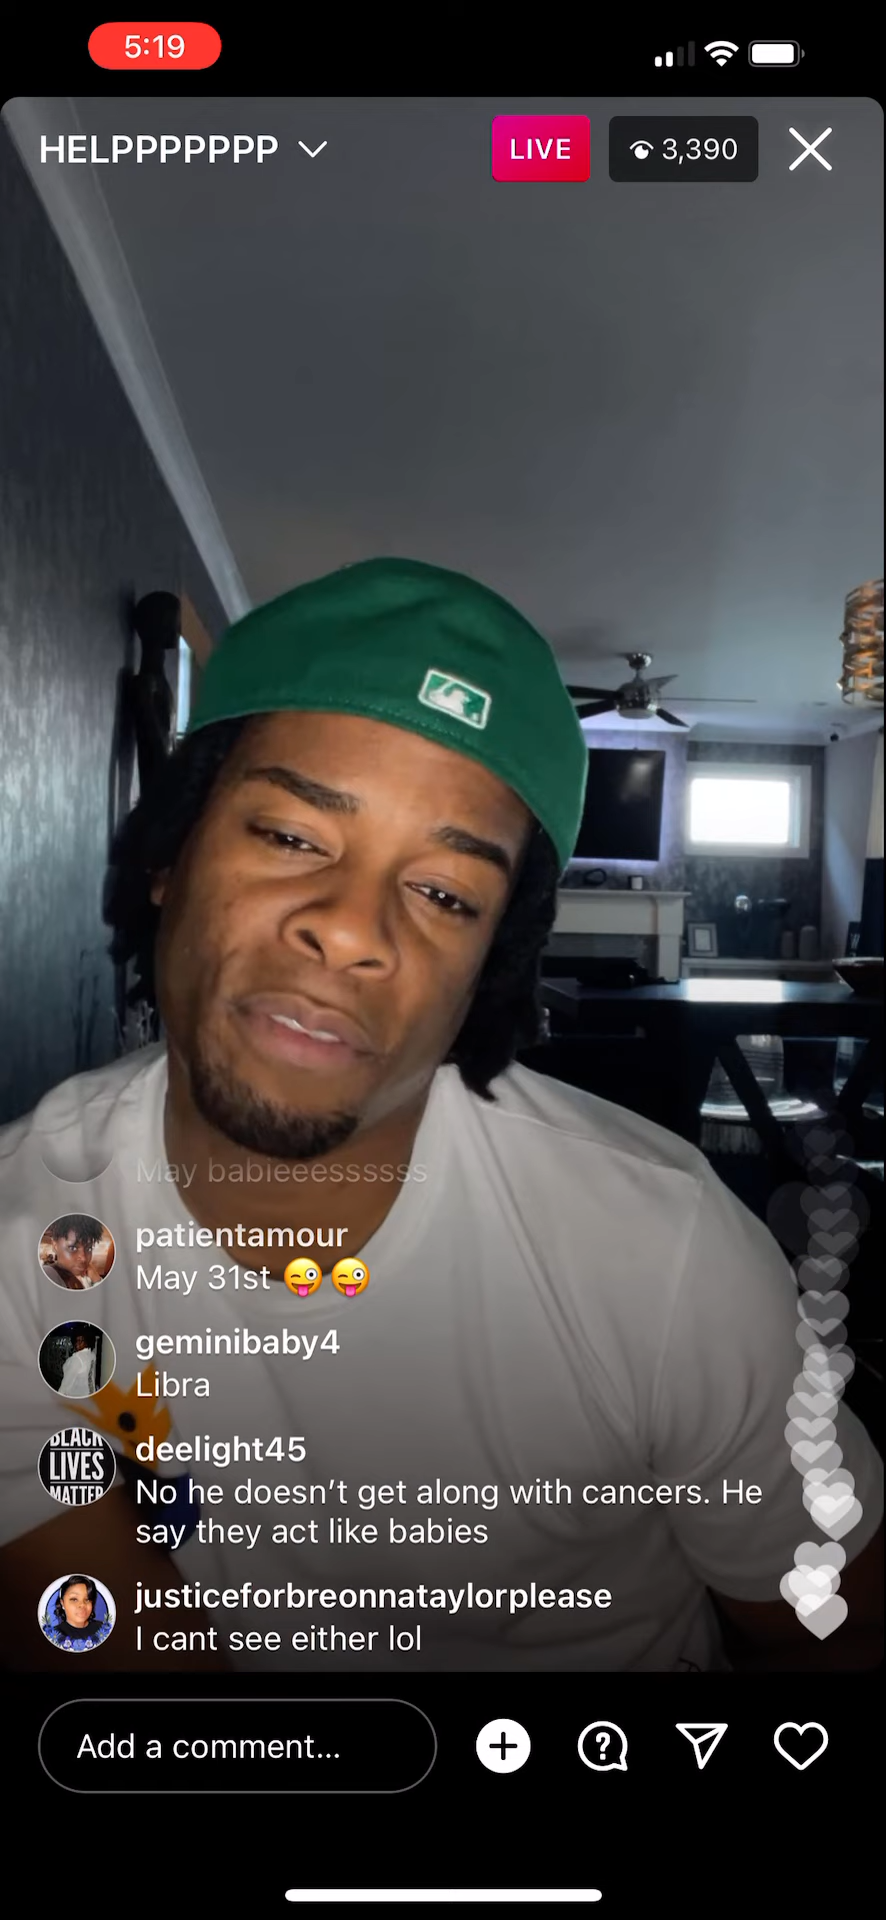 5:19
HELPPPPPPP
LIVE
3,390
May babieeessssss
patientamour
May 31st 😜😜
geminibaby4
Libra
BLACK
LIVES
MATTER
deelight45
No he doesn’t get along with cancers. He
say they act like babies
justiceforbreonnataylorplease
I cant see either lol
Add a comment...